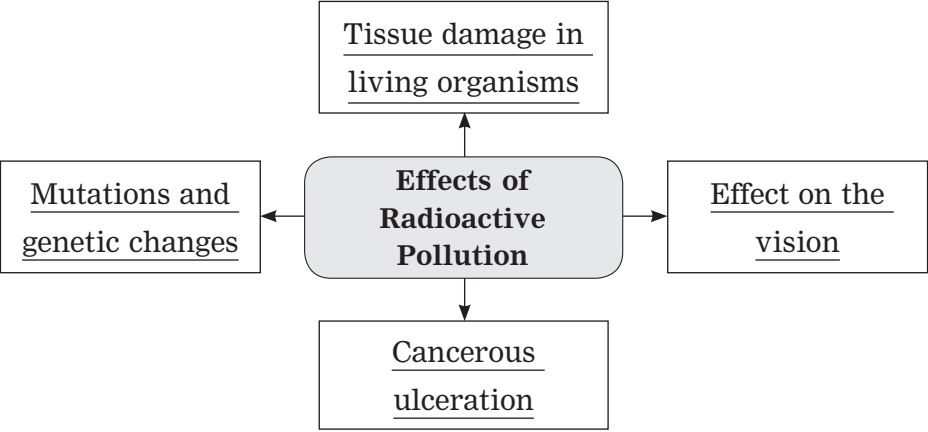 Tissue damage in
living organisms
Mutations and
genetic changes
Effects of
Radioactive
Pollution
Effect on the
vision
Cancerous
ulceration